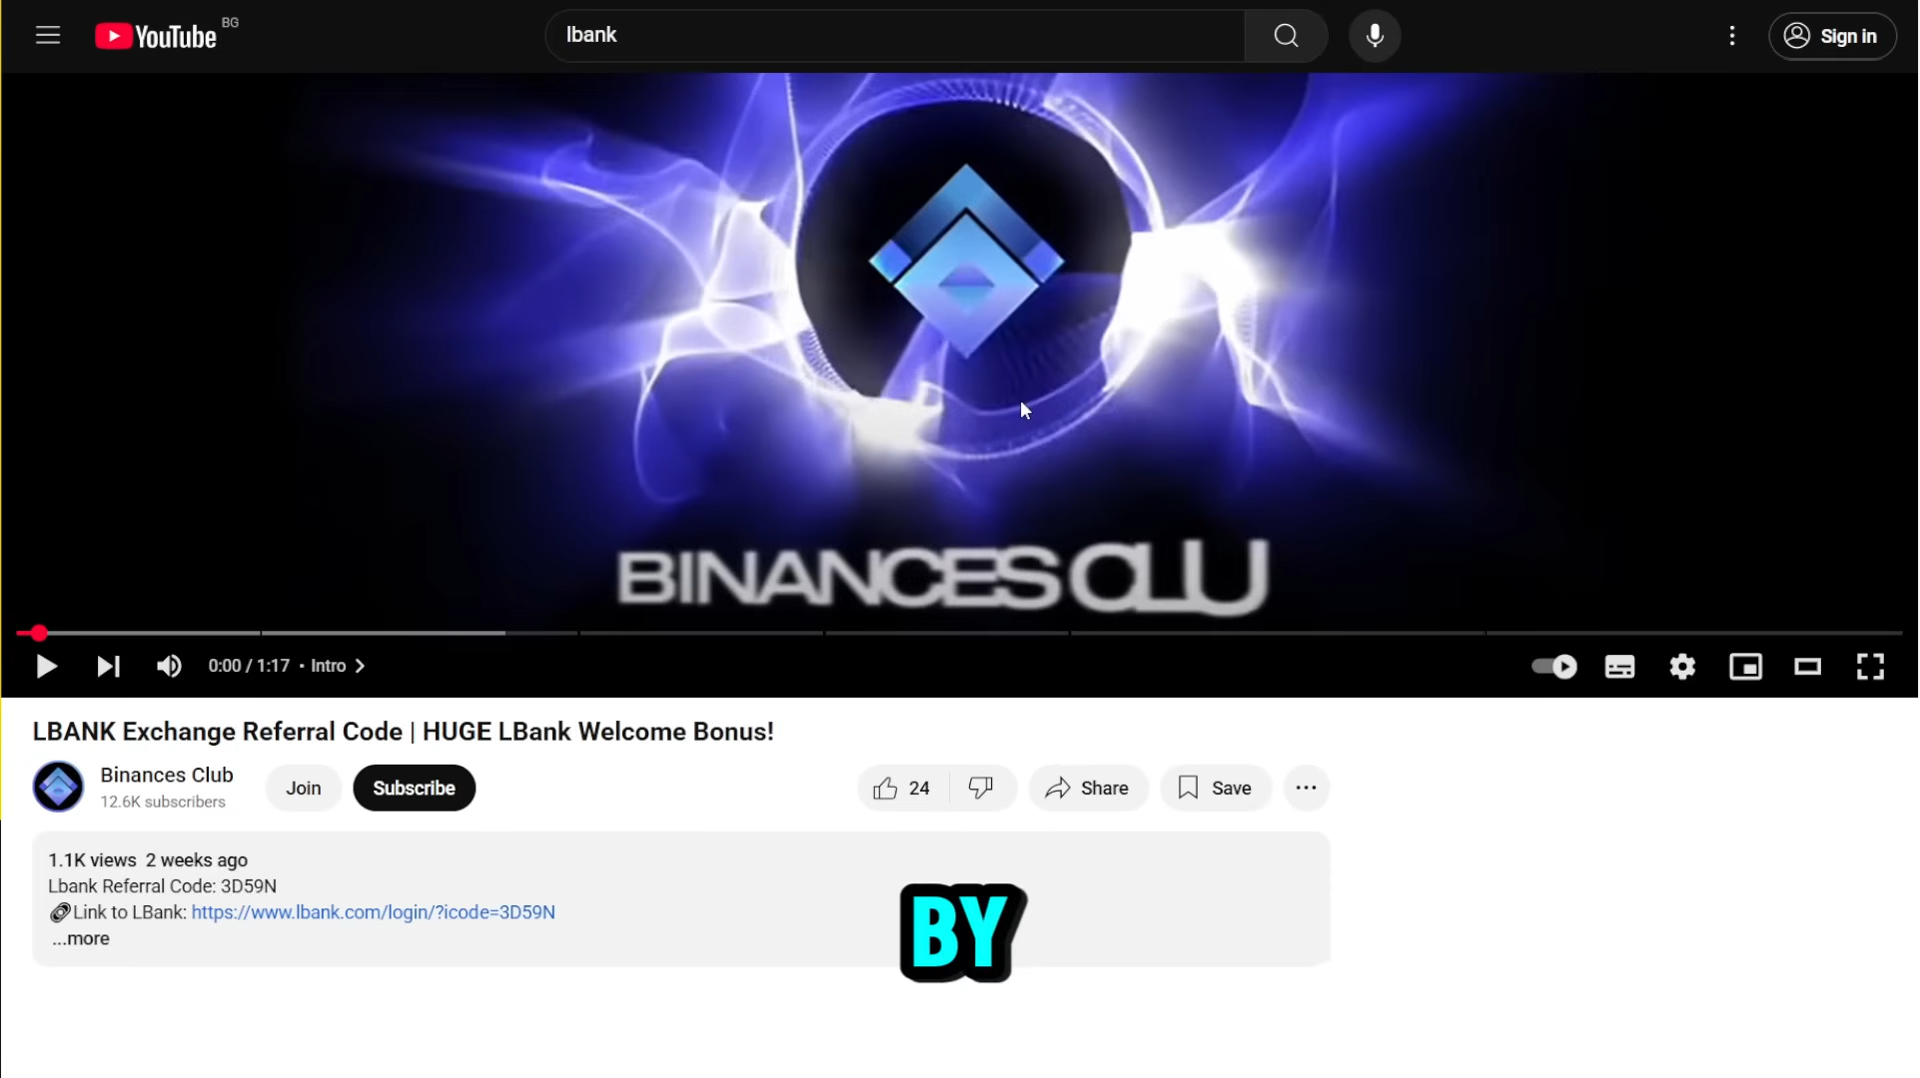 YouTube BG
lbank
Sign in
BINANCES CLU
0:00 / 1:17 • Intro
LBANK Exchange Referral Code | HUGE LBank Welcome Bonus!
Binances Club
12.6K subscribers
Join
Subscribe
24
Share
Save
1.1K views 2 weeks ago
Lbank Referral Code: 3D59N
🔗Link to LBank: https://www.lbank.com/login/?icode=3D59N
...more
BY